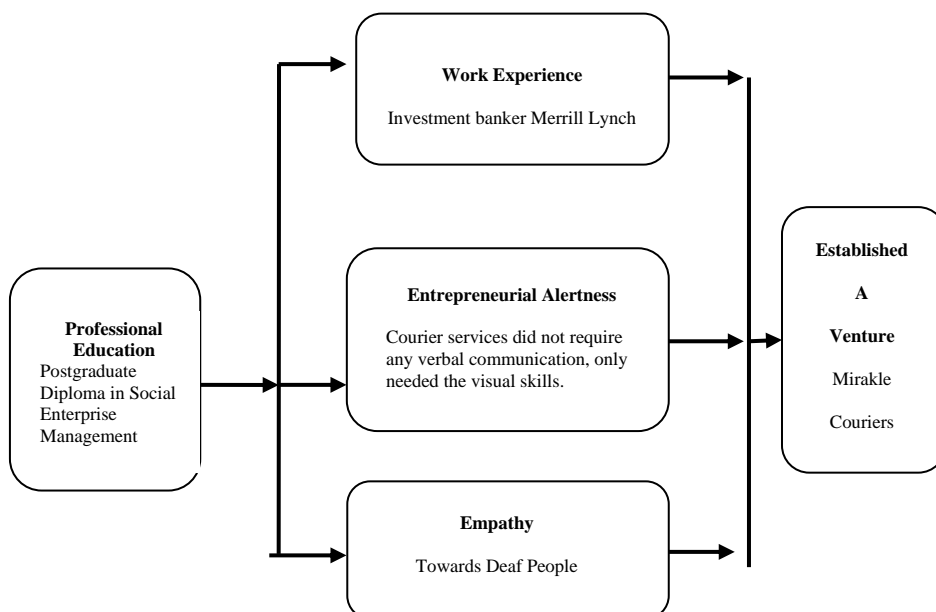 Work Experience
Investment banker Merrill Lynch
Entrepreneurial Alertness
Courier services did not require
any verbal communication, only
needed the visual skills.
Empathy
Towards Deaf People
Professional
Education
Postgraduate
Diploma in Social
Enterprise
Management
Established
A
Venture
Mirakle
Couriers